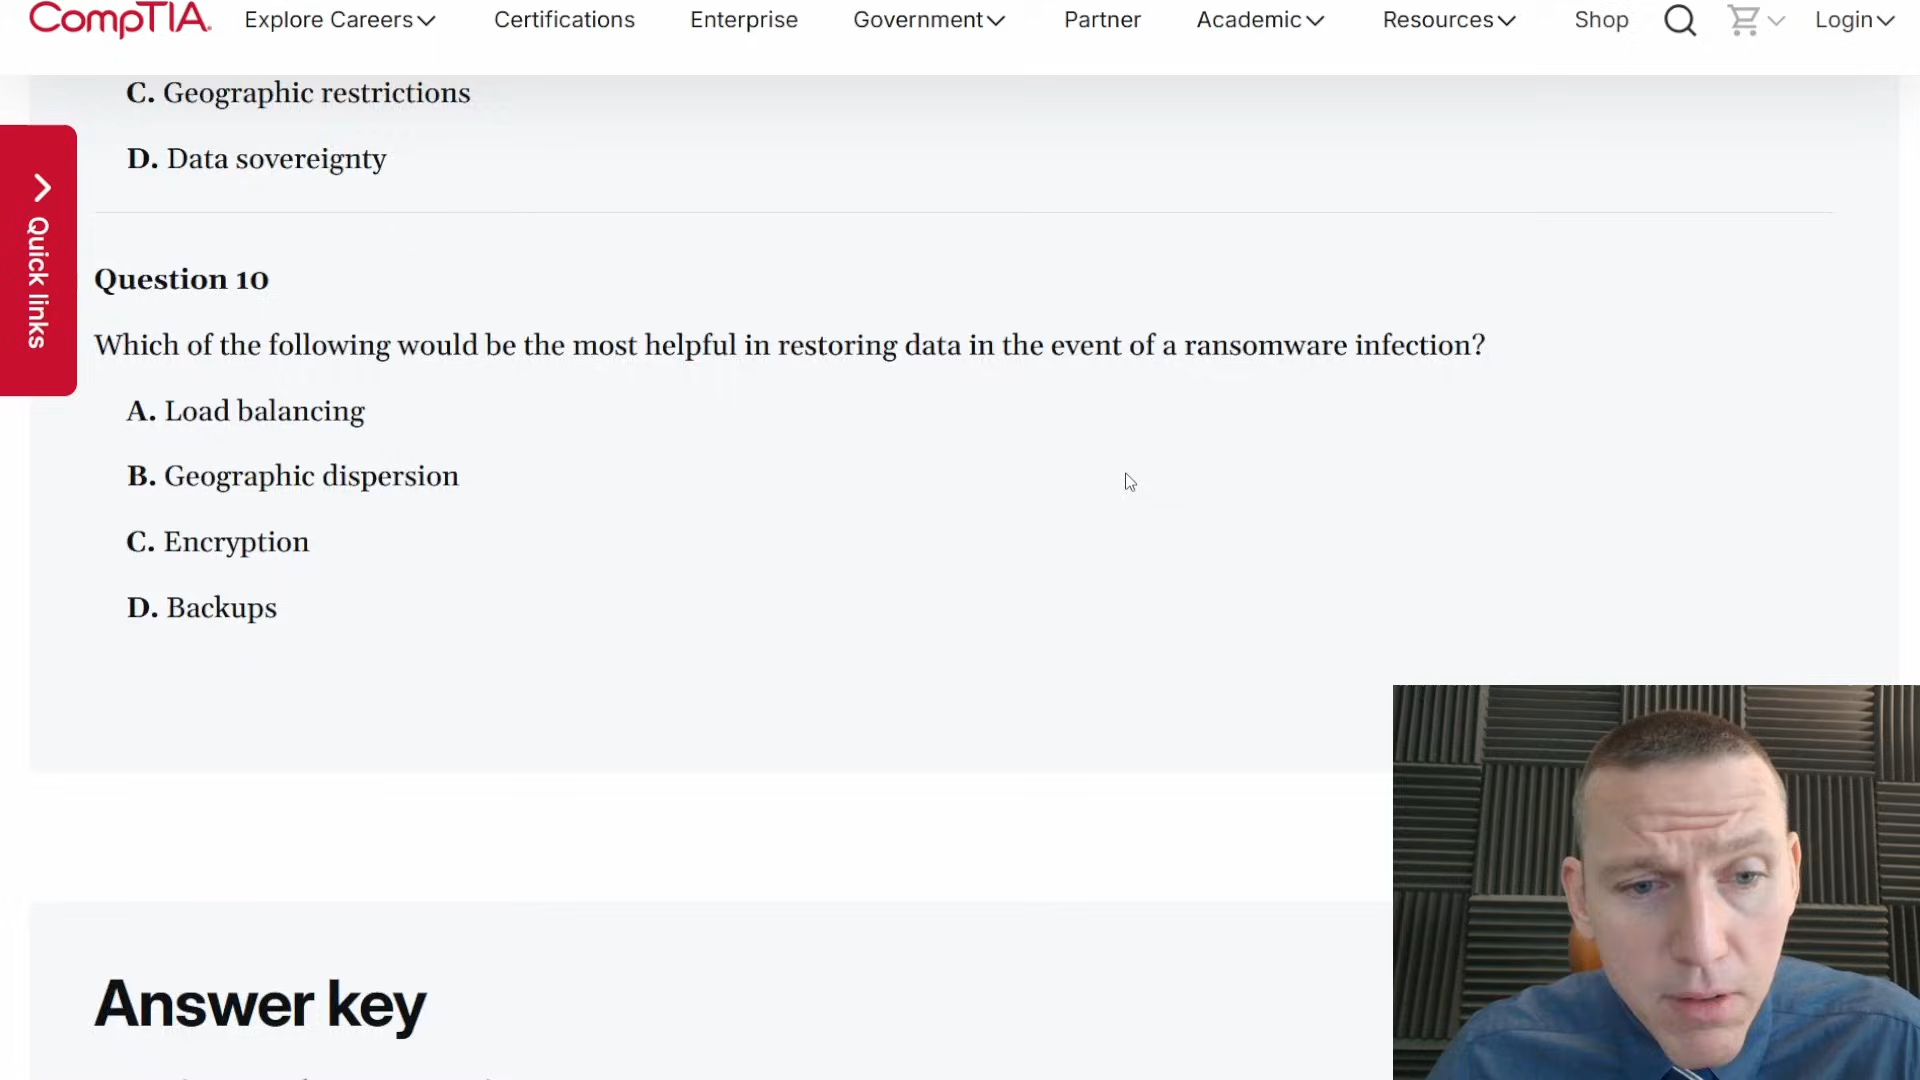 CompTIA.
Explore Careers
Certifications
Enterprise
Government
Partner
Academic
Resources
Shop
Login
C. Geographic restrictions
D. Data sovereignty
Quick links
Question 10
Which of the following would be the most helpful in restoring data in the event of a ransomware infection?
A. Load balancing
B. Geographic dispersion
C. Encryption
D. Backups
Answer key